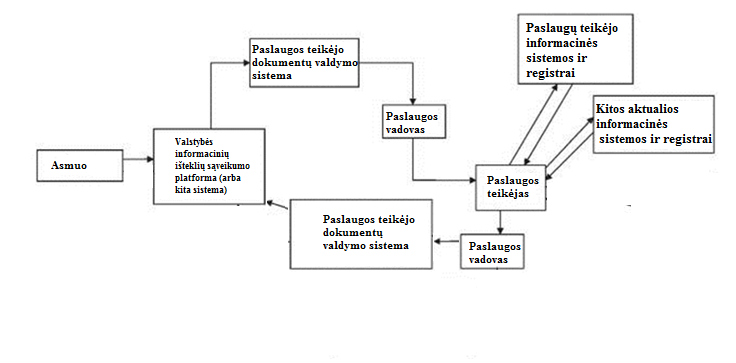 Paslaugų teikėjo
informacinės
sistemos ir
registrai
Paslaugos teikėjo
dokumentų valdymo
sistema
Kitos aktualios
informacinės
sistemos ir registrai
Paslaugos
vadovas
Valstybės
informacinių
išteklių sąveikumo
platforma (arba
kita sistema)
Asmuo
Paslaugos
teikėjas
Paslaugos teikėjo
dokumentų
valdymo sistema
Paslaugos
vadovas